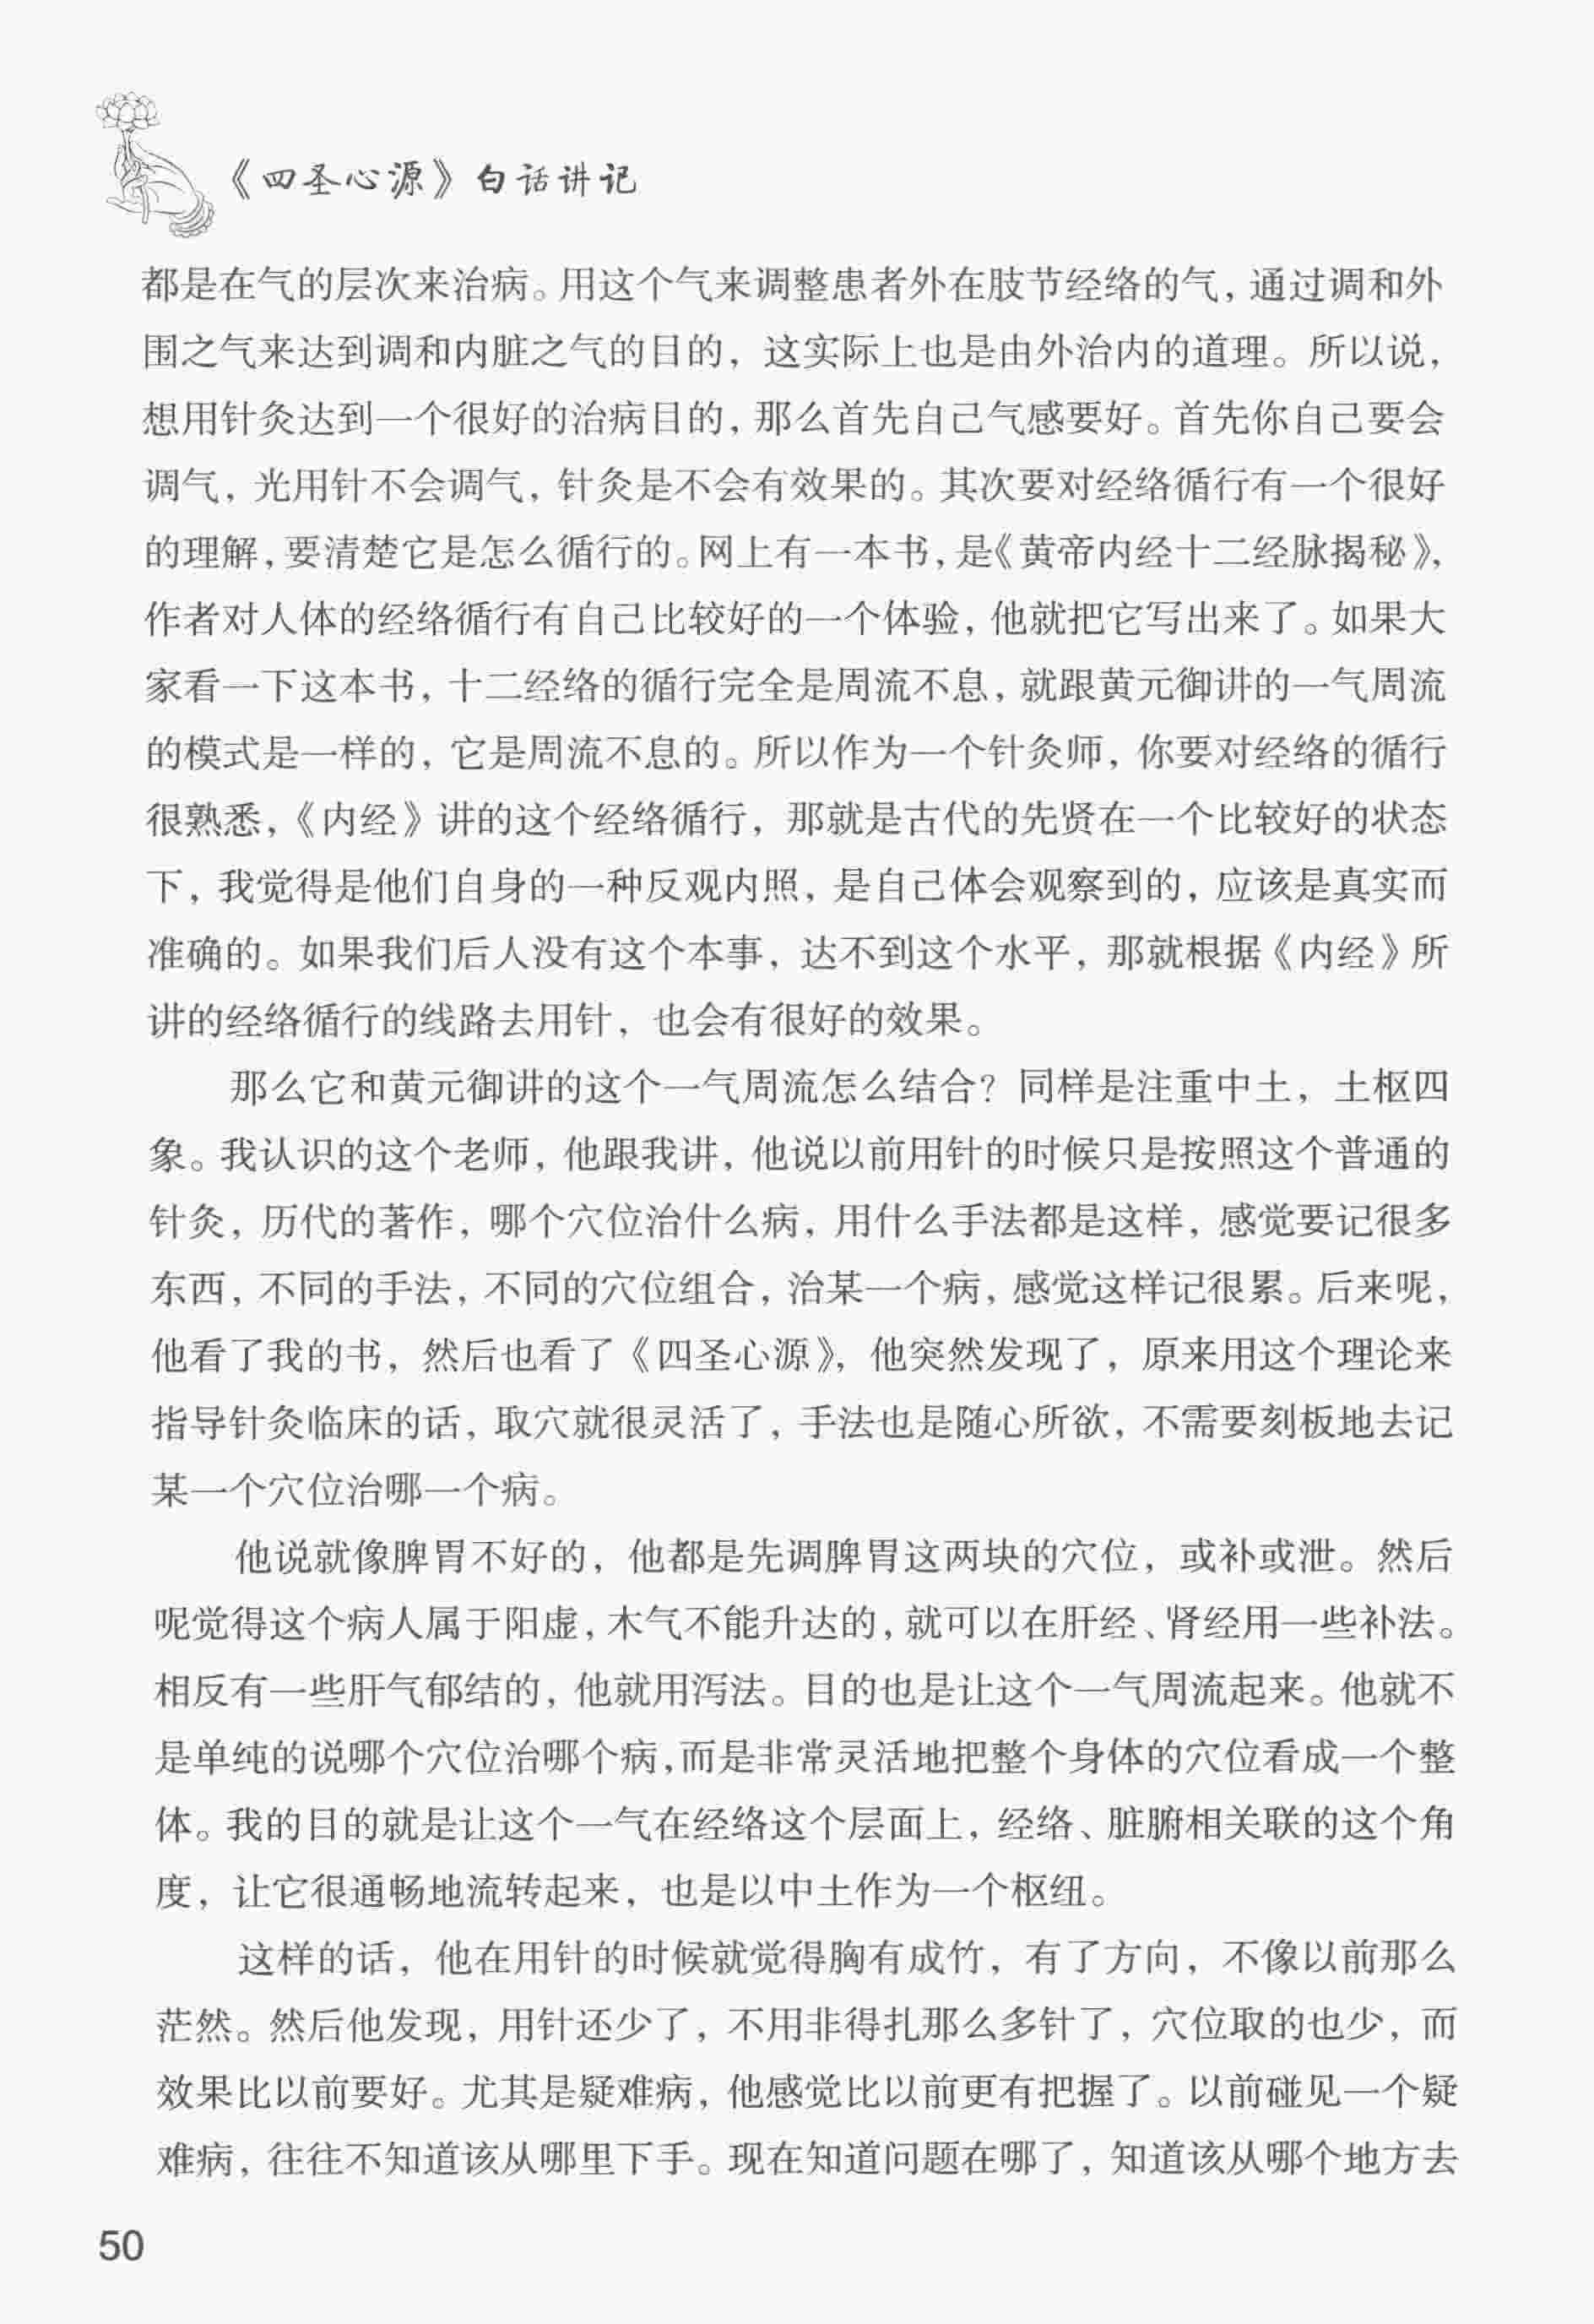 《四圣心源》白话讲记
都是在气的层次来治病。用这个气来调整患者外在肢节经络的气，通过调和外
围之气来达到调和内脏之气的目的，这实际上也是由外治内的道理。所以说，
想用针灸达到一个很好的治病目的，那么首先自己气感要好。首先你自己要会
调气，光用针不会调气，针灸是不会有效果的。其次要对经络循行有一个很好
的理解，要清楚它是怎么循行的。网上有一本书，是《黄帝内经十二经脉揭秘》，
作者对人体的经络循行有自己比较好的一个体验，他就把它写出来了。如果大
家看一下这本书，十二经络的循行完全是周流不息，就跟黄元御讲的一气周流
的模式是一样的，它是周流不息的。所以作为一个针灸师，你要对经络的循行
很熟悉，《内经》讲的这个经络循行，那就是古代的先贤在一个比较好的状态
下，我觉得是他们自身的一种反观内照，是自己体会观察到的，应该是真实而
准确的。如果我们后人没有这个本事，达不到这个水平，那就根据《内经》所
讲的经络循行的线路去用针，也会有很好的效果。
那么它和黄元御讲的这个一气周流怎么结合？同样是注重中土，土枢四
象。我认识的这个老师，他跟我讲，他说以前用针的时候只是按照这个普通的
针灸，历代的著作，哪个穴位治什么病，用什么手法都是这样，感觉要记很多
东西，不同的手法，不同的穴位组合，治某一个病，感觉这样记很累。后来呢，
他看了我的书，然后也看了《四圣心源》，他突然发现了，原来用这个理论来
指导针灸临床的话，取穴就很灵活了，手法也是随心所欲，不需要刻板地去记
某一个穴位治哪一个病。
他说就像脾胃不好的，他都是先调脾胃这两块的穴位，或补或泄。然后
呢觉得这个病人属于阳虚，木气不能升达的，就可以在肝经、肾经用一些补法。
相反有一些肝气郁结的，他就用泻法。目的也是让这个一气周流起来。他就不
是单纯的说哪个穴位治哪个病，而是非常灵活地把整个身体的穴位看成一个整
体。我的目的就是让这个一气在经络这个层面上，经络、脏腑相关联的这个角
度，让它很通畅地流转起来，也是以中土作为一个枢纽。
这样的话，他在用针的时候就觉得胸有成竹，有了方向，不像以前那么
茫然。然后他发现，用针还少了，不用非得扎那么多针了，穴位取的也少，而
效果比以前要好。尤其是疑难病，他感觉比以前更有把握了。以前碰见一个疑
难病，往往不知道该从哪里下手。现在知道问题在哪了，知道该从哪个地方去
50